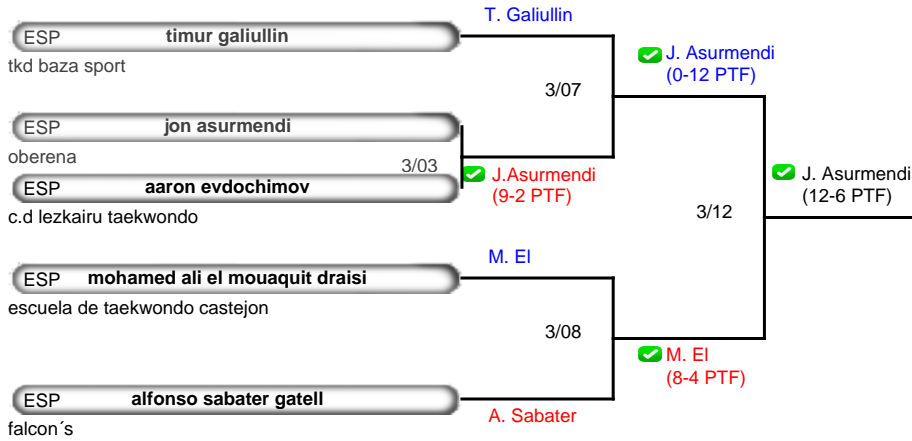 T. Galiullin
ESP timur galiullin
tkd baza sport
J. Asurmendi
(0-12 PTF)
3/07
ESP jon asurmendi
oberena
3/03
J.Asurmendi
(9-2 PTF)
ESP aaron evdochimov
c.d lezkairu taekwondo
J. Asurmendi
(12-6 PTF)
3/12
M. El
ESP mohamed ali el mouaquit draisi
escuela de taekwondo castejon
3/08
M. El
(8-4 PTF)
ESP alfonso sabater gatell
A. Sabater
falcon´s